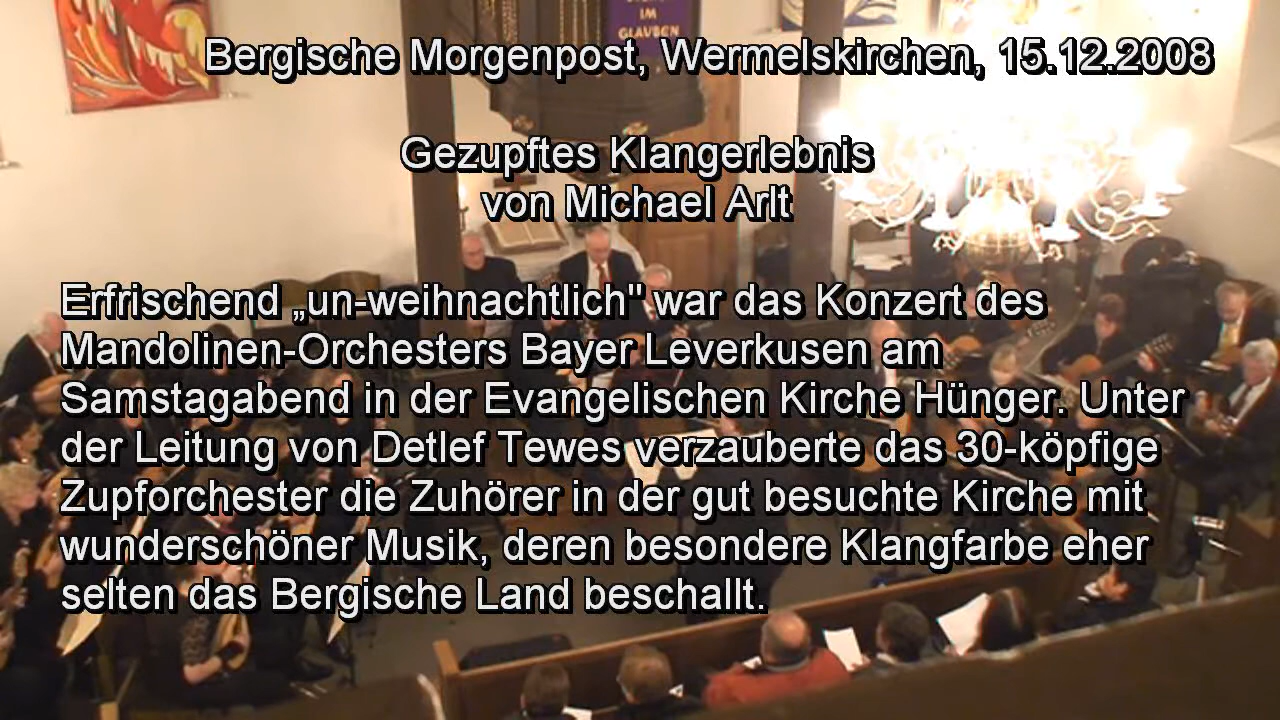 IM
GLAUBEN
Bergische Morgenpost, Wermelskirchen, 15.12.2008
Gezupftes Klangerlebnis
von Michael Arlt
Erfrischend „un-weihnachtlich" war das Konzert des
Mandolinen-Orchesters Bayer Leverkusen am
Samstagabend in der Evangelischen Kirche Hünger. Unter
der Leitung von Detlef Tewes verzauberte das 30-köpfige
Zupforchester die Zuhörer in der gut besuchte Kirche mit
wunderschöner Musik, deren besondere Klangfarbe eher
selten das Bergische Land beschallt.